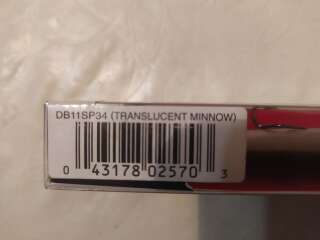 DB11SP34 (TRANSLUCENT MINNOW)
0 43178 02570 3